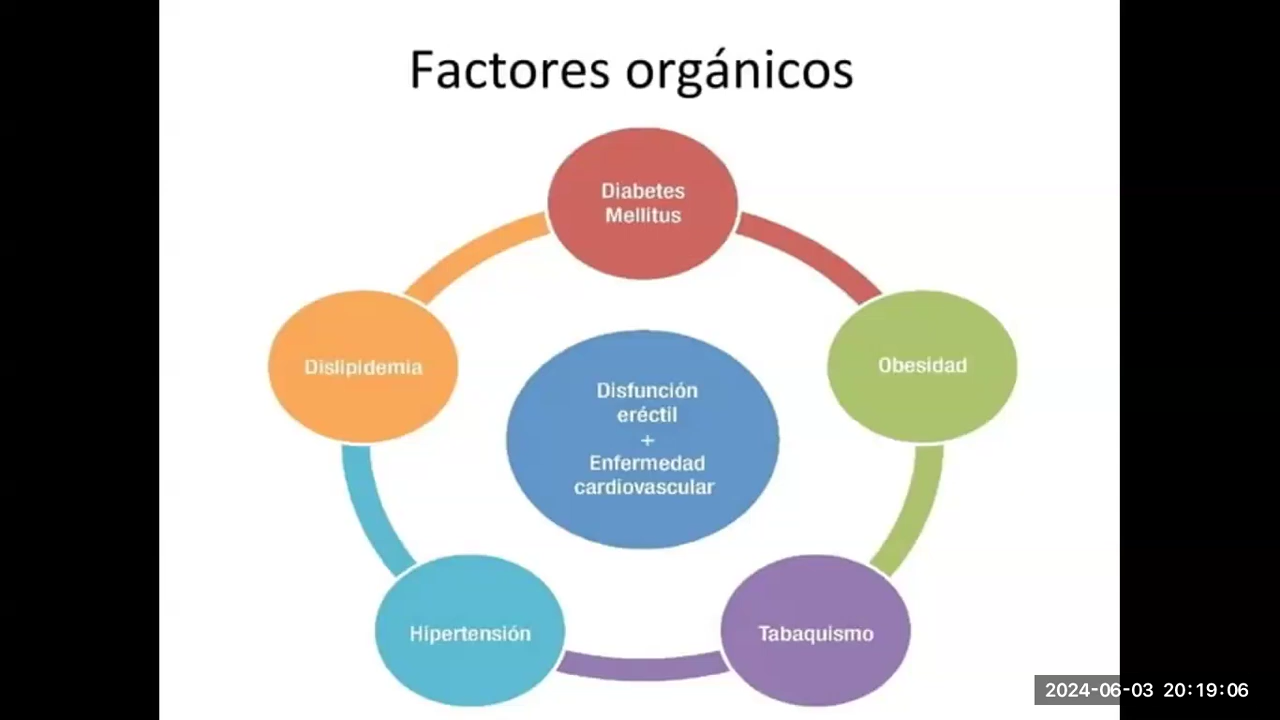 Factores orgánicos
Diabetes
Mellitus
Obesidad
Tabaquismo
Hipertensión
Dislipidemia
Disfunción
eréctil
+
Enfermedad
cardiovascular
2024-06-03 20:19:06